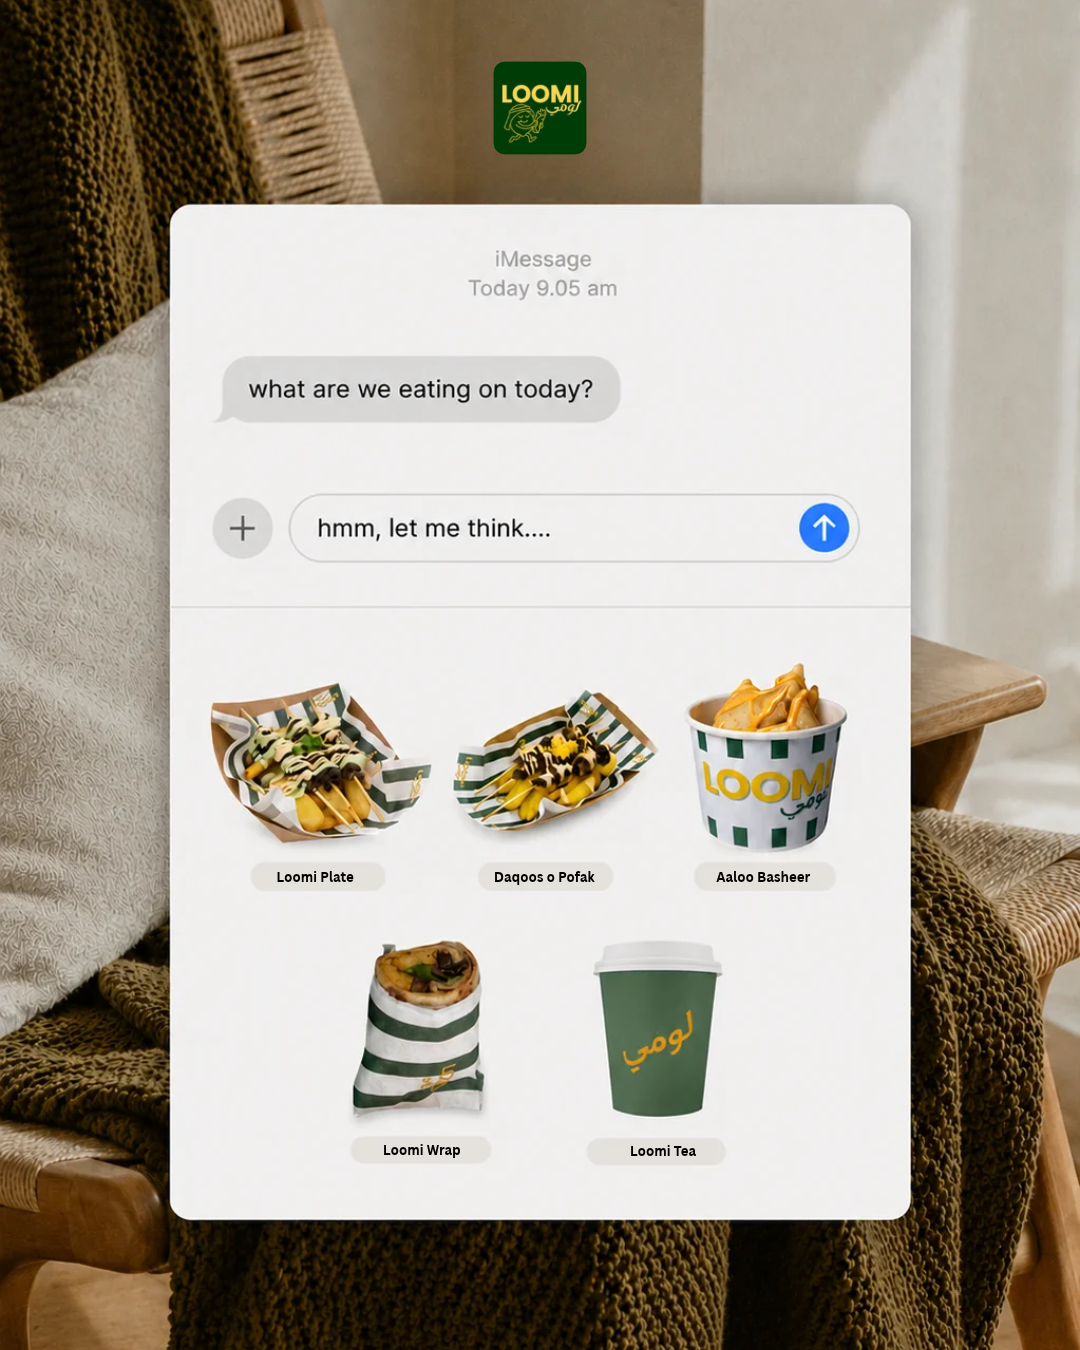 LOOMI
لومي
iMessage
Today 9.05 am
what are we eating on today?
hmm, let me think....
LOOMI
لومي
Loomi Plate
Daqoos o Pofak
Aaloo Basheer
لومي
Loomi Wrap
Loomi Tea